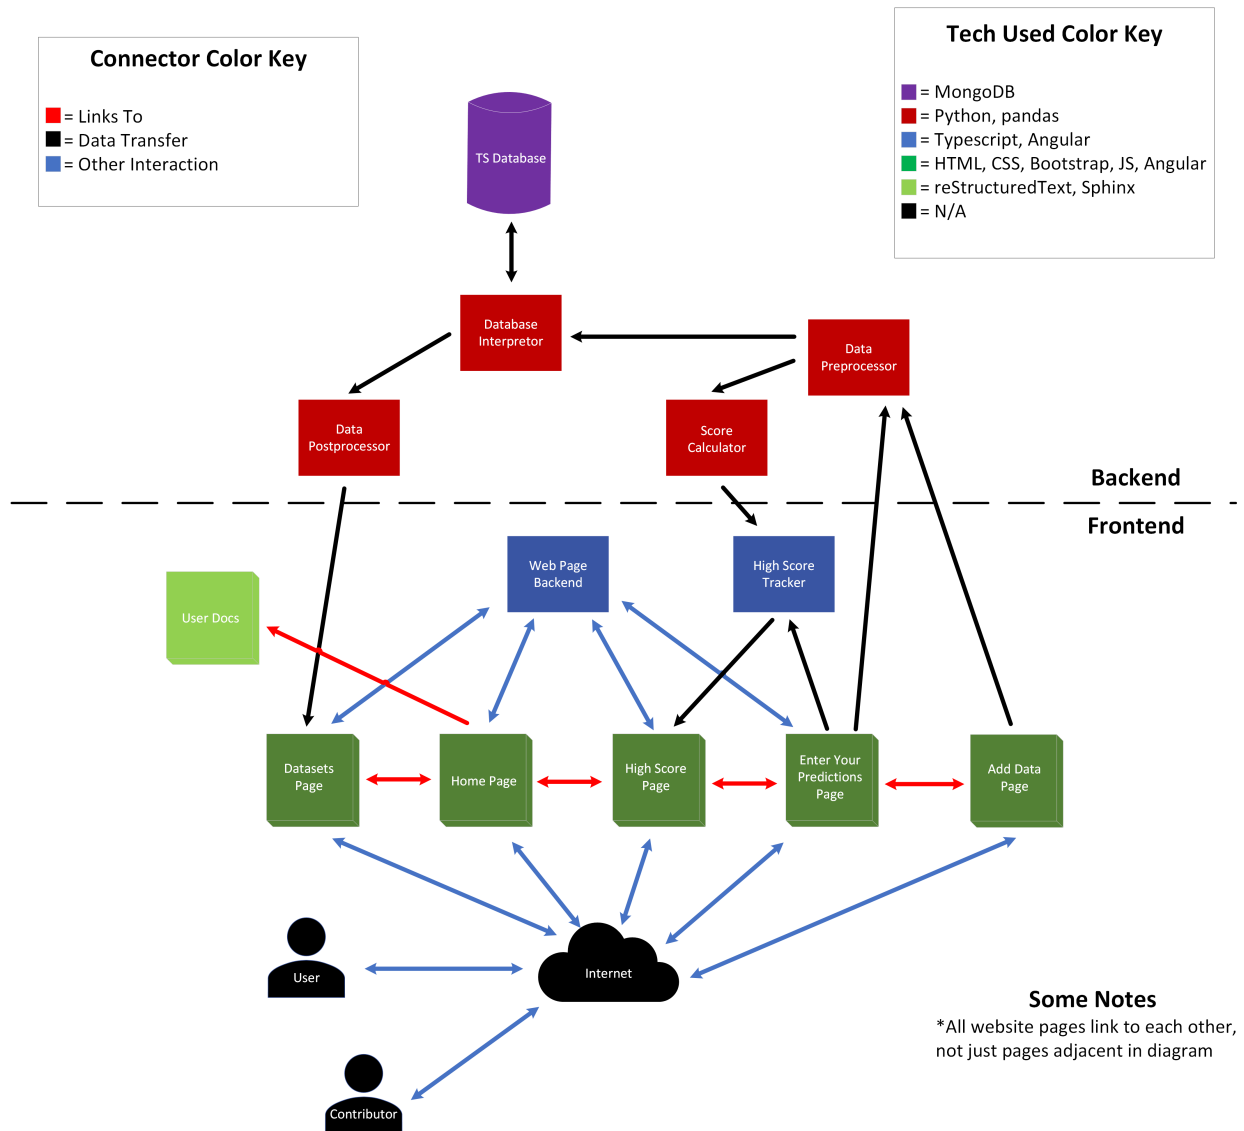 Connector Color Key
= Links To
= Data Transfer
= Other Interaction
Tech Used Color Key
= MongoDB
= Python, pandas
= Typescript, Angular
= HTML, CSS, Bootstrap, JS, Angular
= reStructuredText, Sphinx
= N/A
TS Database
Database
Interpretor
Data
Preprocessor
Data
Postprocessor
Score
Calculator
Backend
Frontend
Web Page
Backend
High Score
Tracker
User Docs
Datasets
Page
Home Page
High Score
Page
Enter Your
Predictions
Page
Add Data
Page
User
Internet
Contributor
Some Notes
*All website pages link to each other,
not just pages adjacent in diagram